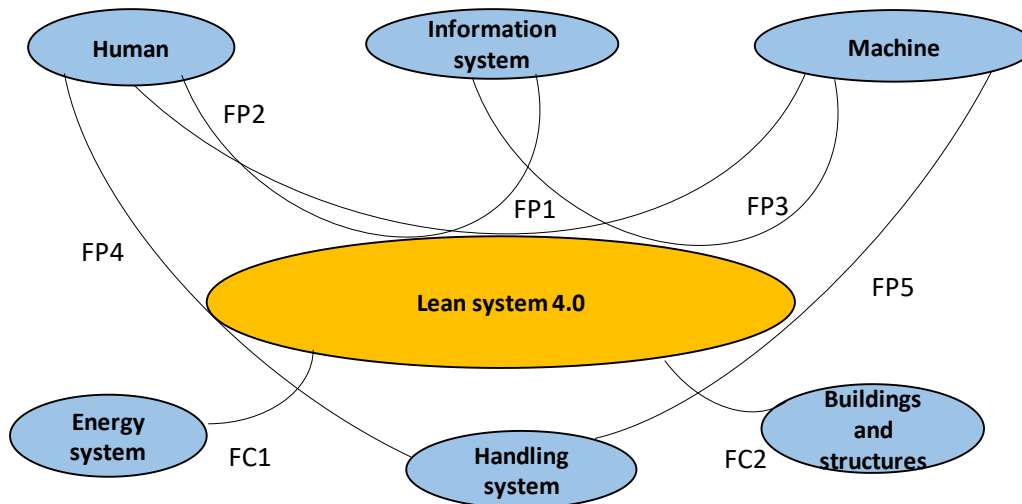 Human
Information
system
Machine
FP2
FP1
FP3
FP4
FP5
Lean system 4.0
Energy
system
FC1
Handling
system
FC2
Buildings
and
structures